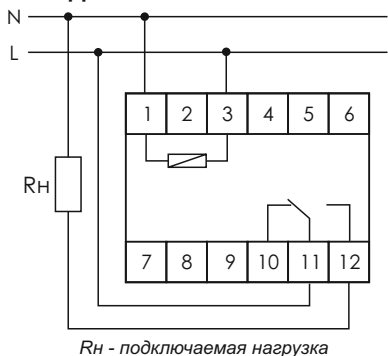 N
L
1 2 3 4 5 6
Rн
7 8 9 10 11 12
Rн - подключаемая нагрузка